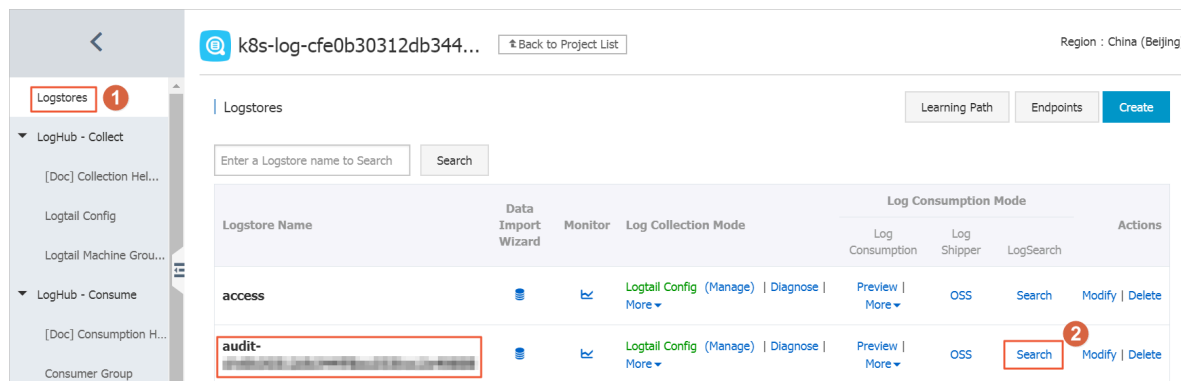 k8s-log-cfe0b30312db344...
Back to Project List
Region : China (Beijing
Logstores
1
LogHub - Collect
[Doc] Collection Hel...
Logtail Config
Logtail Machine Grou...
LogHub - Consume
[Doc] Consumption H...
Consumer Group
Logstores
Learning Path
Endpoints
Create
Enter a Logstore name to Search
Search
Logstore Name
Data
Import
Wizard
Monitor
Log Collection Mode
Log Consumption Mode
Log
Consumption
Log
Shipper
LogSearch
Actions
access
Logtail Config (Manage) | Diagnose |
More
Preview |
More
OSS
Search
Modify | Delete
audit-
Logtail Config (Manage) | Diagnose |
More
Preview |
More
OSS
Search
2
Modify | Delete